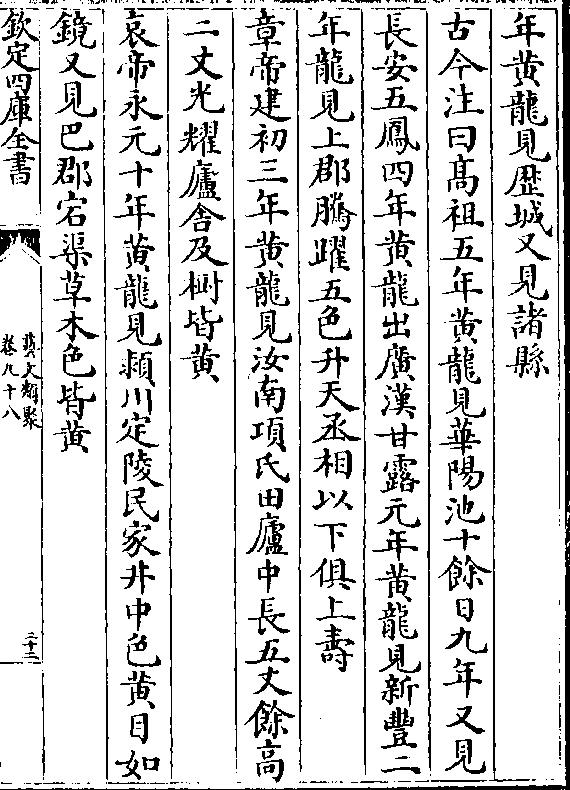 年黄龍見歴城又見諸縣
古今注曰髙祖五年黄龍見華陽池十餘日九年又見
長安五鳳四年黄龍出廣漢甘露元年黄龍見新豐二
年龍見上郡騰躍五色升天丞相以下俱上壽
章帝建初三年黄龍見汝南項氏田廬中長五丈餘高
二丈光耀廬舍及樹皆黄
哀帝永元十年黄龍見頴川定陵民家井中色黄目如
鏡又見巴郡宕渠草木色皆黄
欽定四庫全書
藝文類聚
卷九十八
二十三